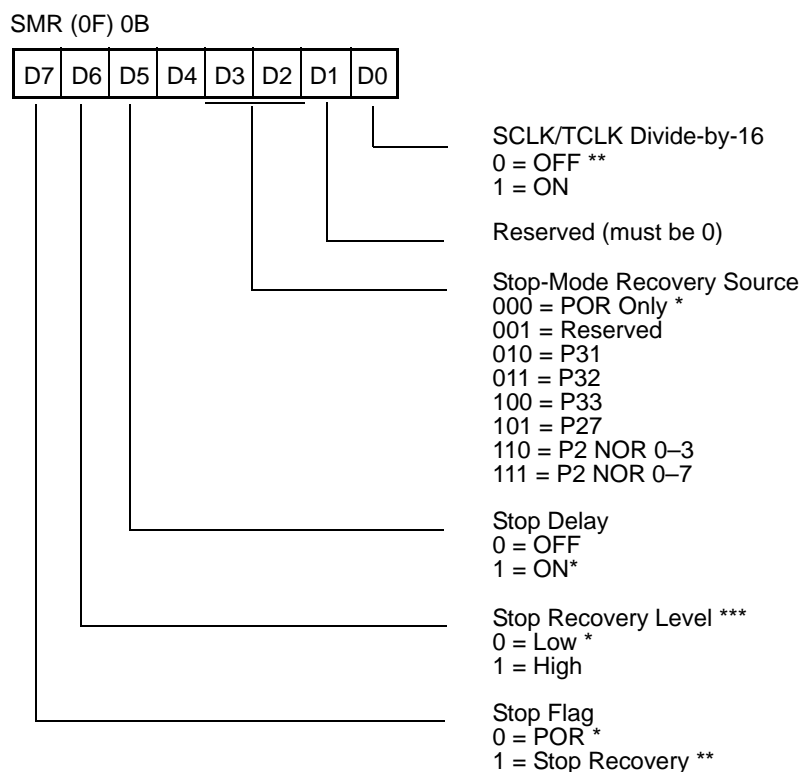 SMR (0F) 0B
D7 D6 D5 D4 D3 D2 D1 D0
SCLK/TCLK Divide-by-16
0 = OFF **
1 = ON
Reserved (must be 0)
Stop-Mode Recovery Source
000 = POR Only *
001 = Reserved
010 = P31
011 = P32
100 = P33
101 = P27
110 = P2 NOR 0–3
111 = P2 NOR 0–7
Stop Delay
0 = OFF
1 = ON*
Stop Recovery Level ***
0 = Low *
1 = High
Stop Flag
0 = POR *
1 = Stop Recovery **